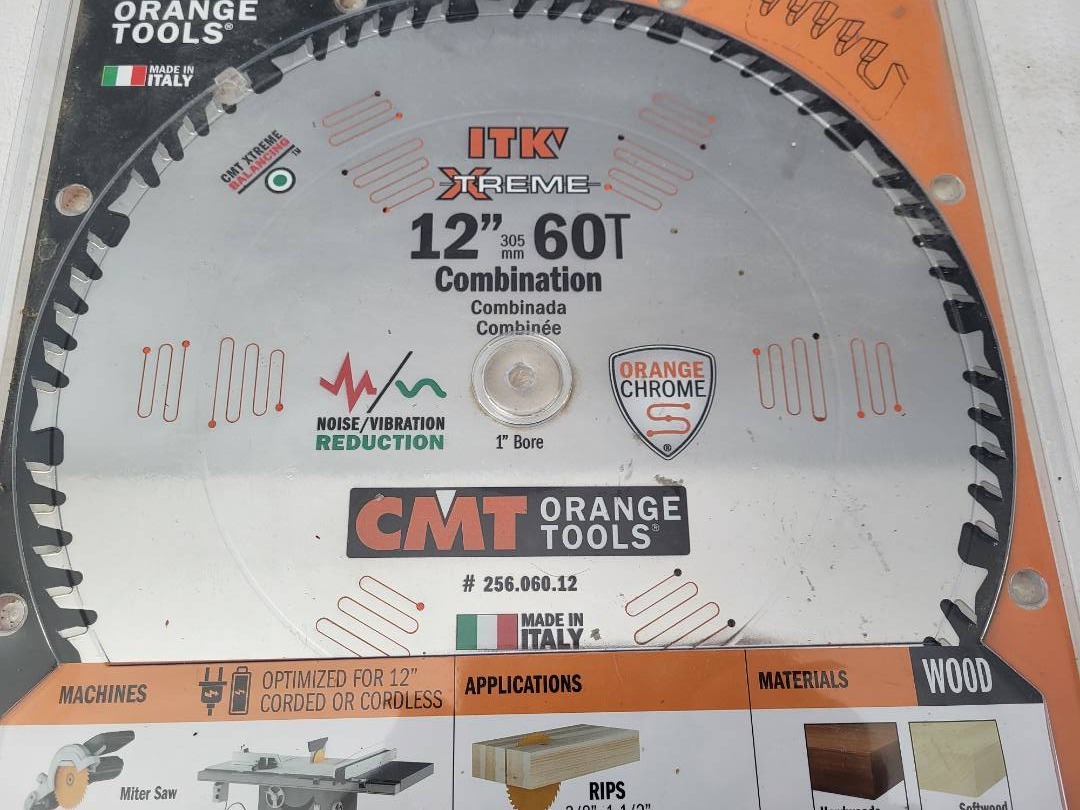 ORANGE
TOOLS®
MADE IN
ITALY
CMT XTREME
BALANCING™
ITK
XTREME
12” 305 mm 60T
Combination
Combinada
Combinée
NOISE/VIBRATION
REDUCTION
1” Bore
ORANGE
CHROME
®
CMT ORANGE
TOOLS®
# 256.060.12
MADE IN
ITALY
MACHINES
OPTIMIZED FOR 12”
CORDED OR CORDLESS
APPLICATIONS
MATERIALS
WOOD
Miter Saw
RIPS
Softwood